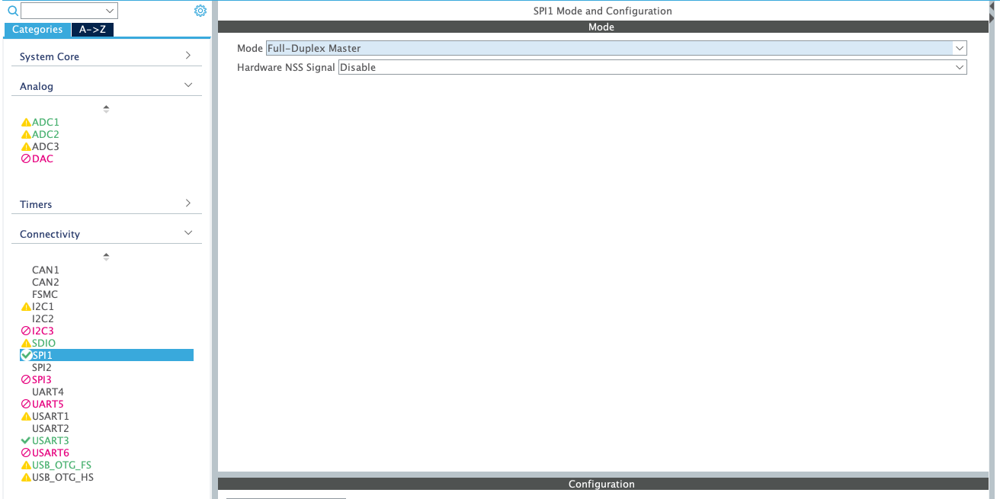 Categories
A->Z
System Core
Analog
ADC1
ADC2
ADC3
DAC
Timers
Connectivity
CAN1
CAN2
FSMC
I2C1
I2C2
I2C3
SDIO
SPI1
SPI2
SPI3
UART4
UART5
USART1
USART2
USART3
USART6
USB_OTG_FS
USB_OTG_HS
SPI1 Mode and Configuration
Mode
Mode Full-Duplex Master
Hardware NSS Signal Disable
Configuration